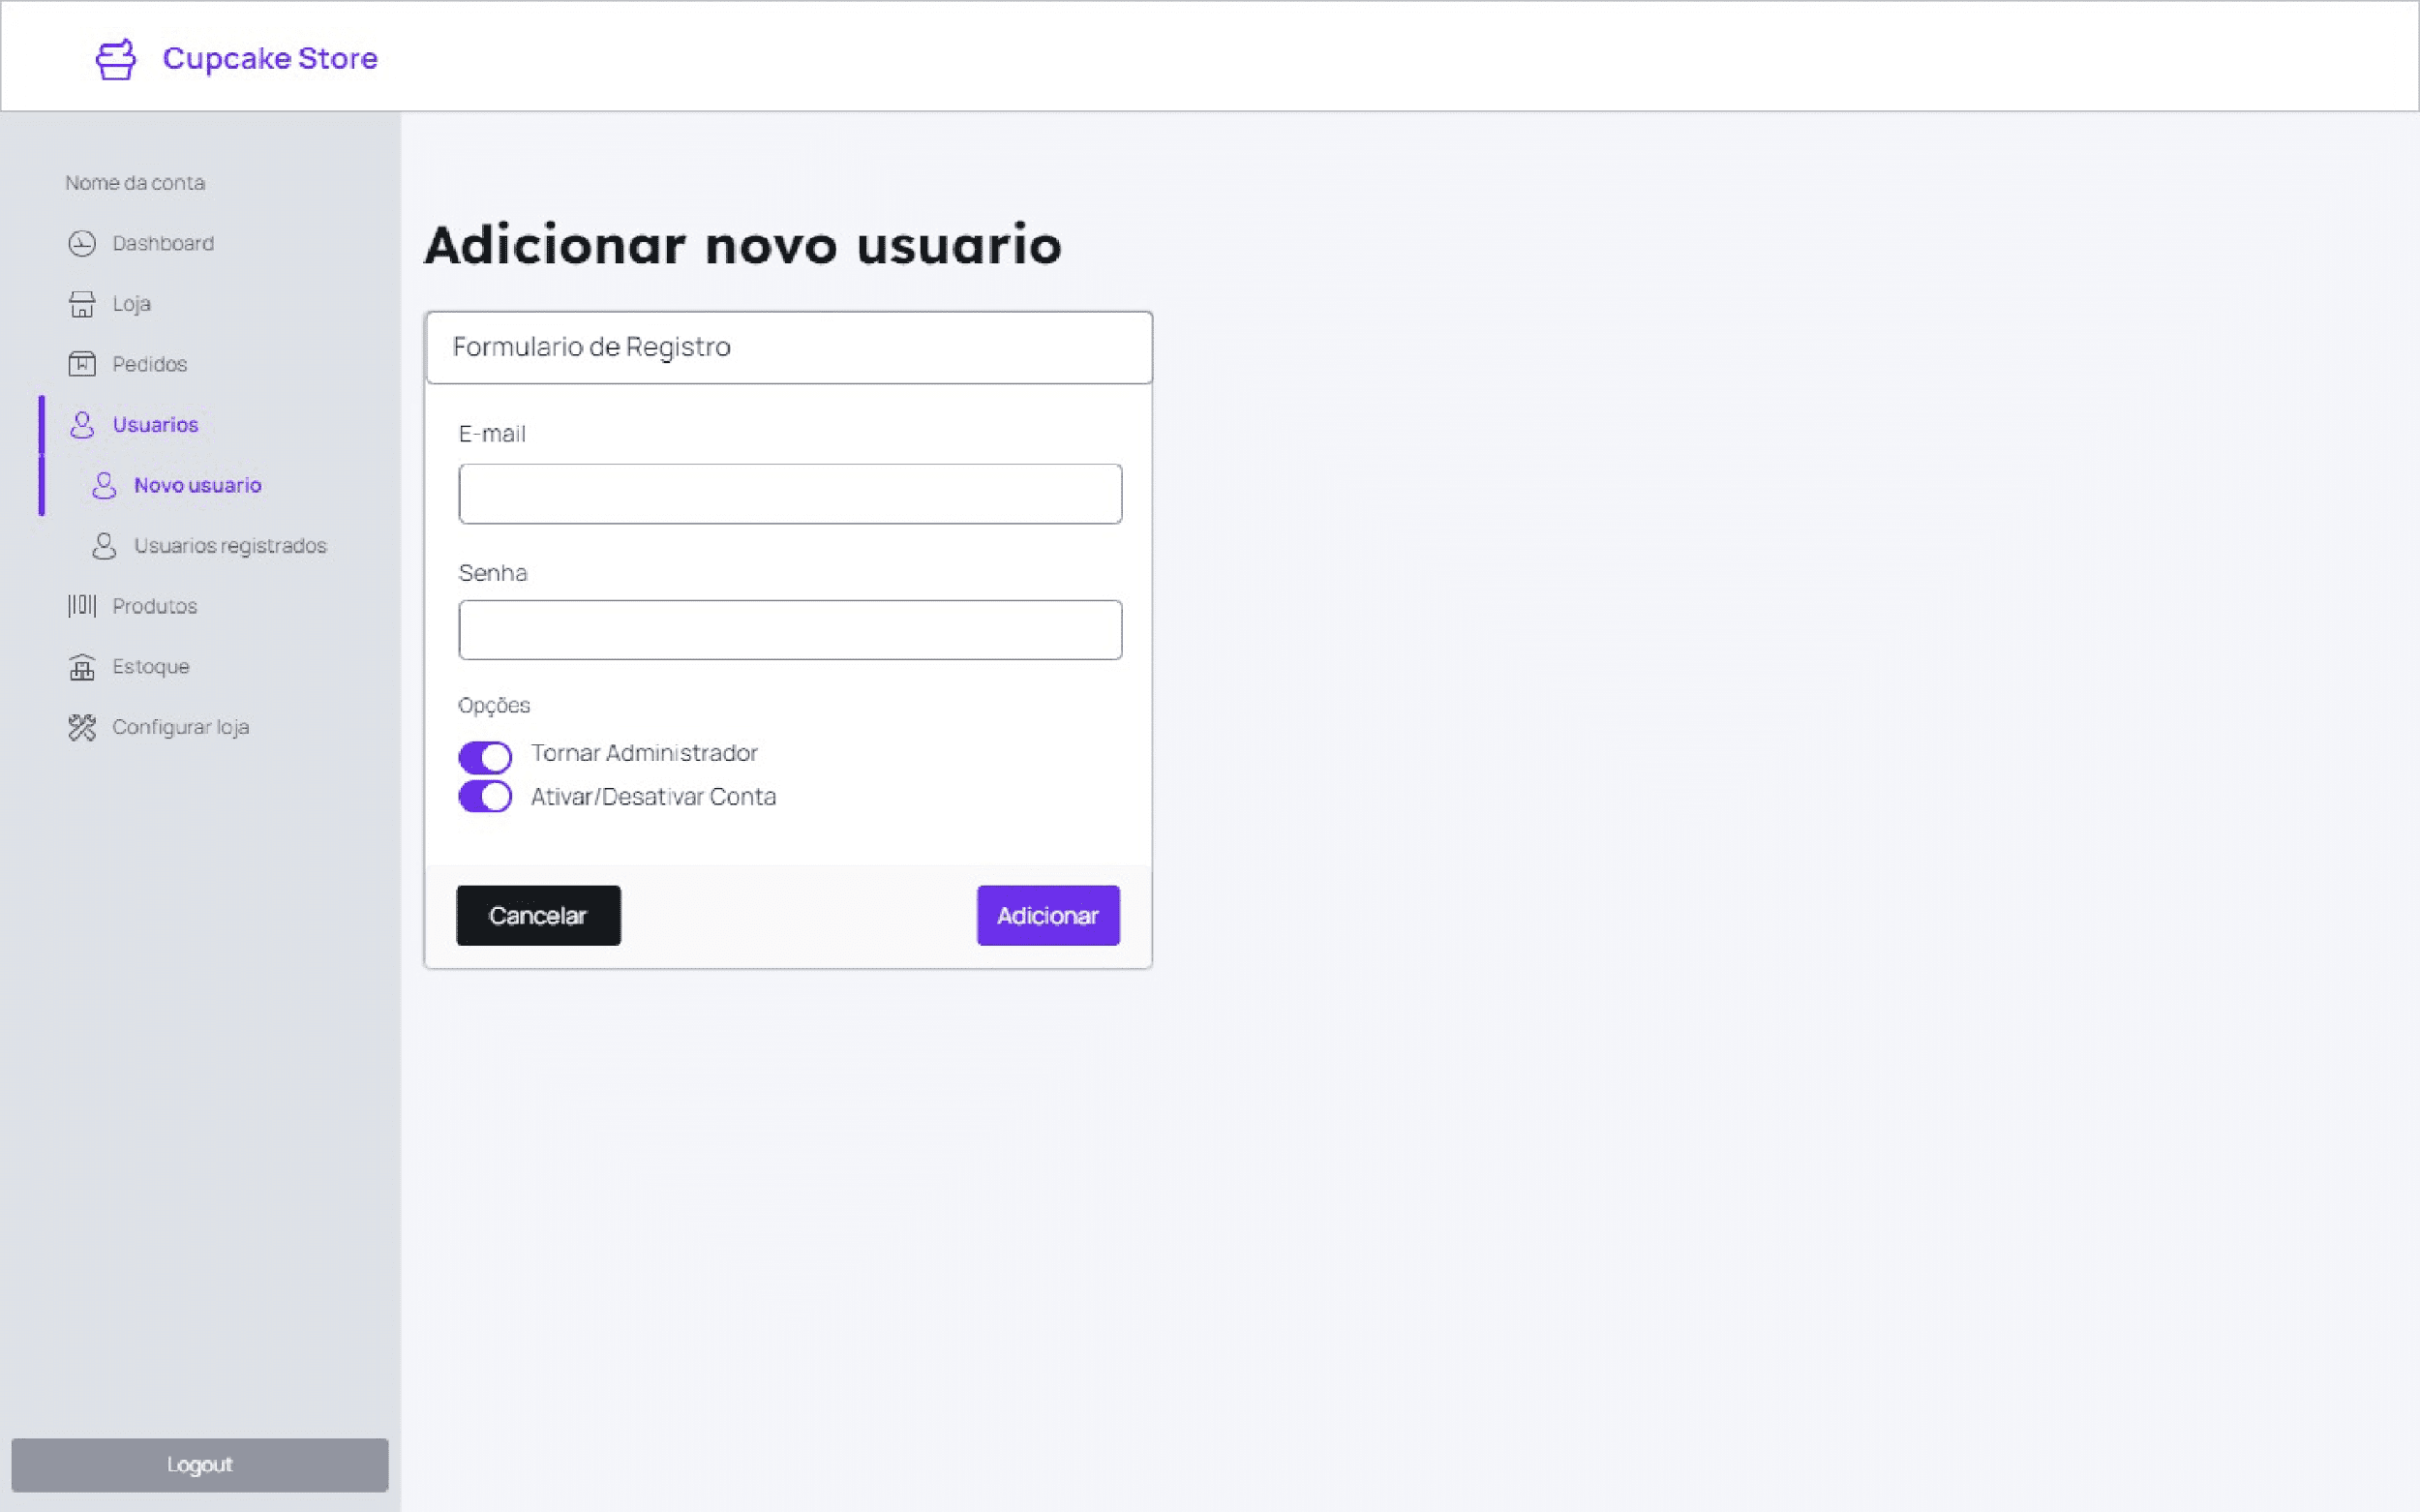 Cupcake Store
Nome da conta
Dashboard
Loja
Pedidos
Usuarios
Novo usuario
Usuarios registrados
Produtos
Estoque
Configurar loja
Logout
Adicionar novo usuario
Formulario de Registro
E-mail
Senha
Opções
Tornar Administrador
Ativar/Desativar Conta
Cancelar
Adicionar